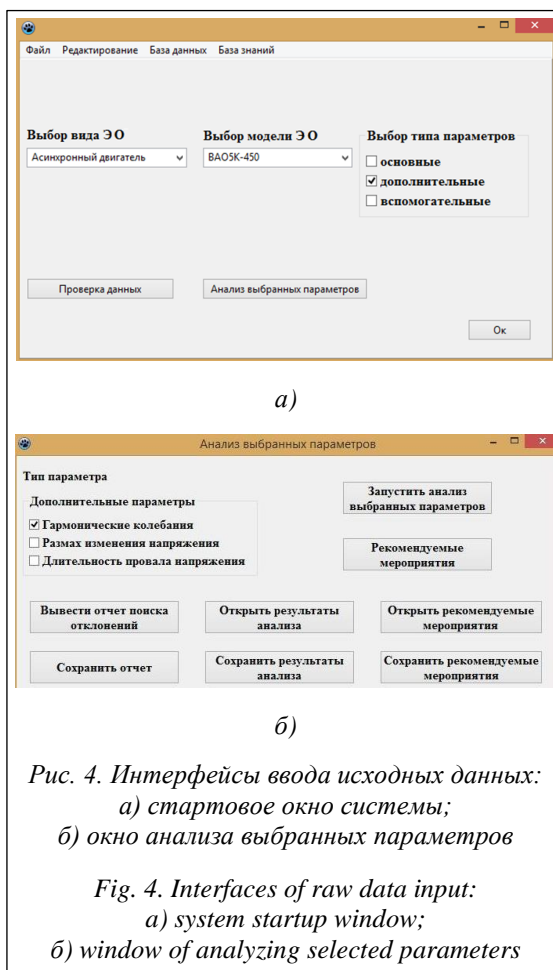 Файл Редактирование База данных База знаний
Выбор вида Э О Выбор модели Э О Выбор типа параметров
Асинхронный двигатель ВАО5К-450 основные
дополнительные
вспомогательные
Проверка данных Анализ выбранных параметров
Ок
а)
Анализ выбранных параметров
Тип параметра
Дополнительные параметры
Гармонические колебания
Размах изменения напряжения
Длительность провала напряжения
Запустить анализ
выбранных параметров
Рекомендуемые
мероприятия
Вывести отчет поиска
отклонений
Открыть результаты
анализа
Открыть рекомендуемые
мероприятия
Сохранить отчет
Сохранить результаты
анализа
Сохранить рекомендуемые
мероприятия
б)
Рис. 4. Интерфейсы ввода исходных данных:
а) стартовое окно системы;
б) окно анализа выбранных параметров
Fig. 4. Interfaces of raw data input:
a) system startup window;
б) window of analyzing selected parameters